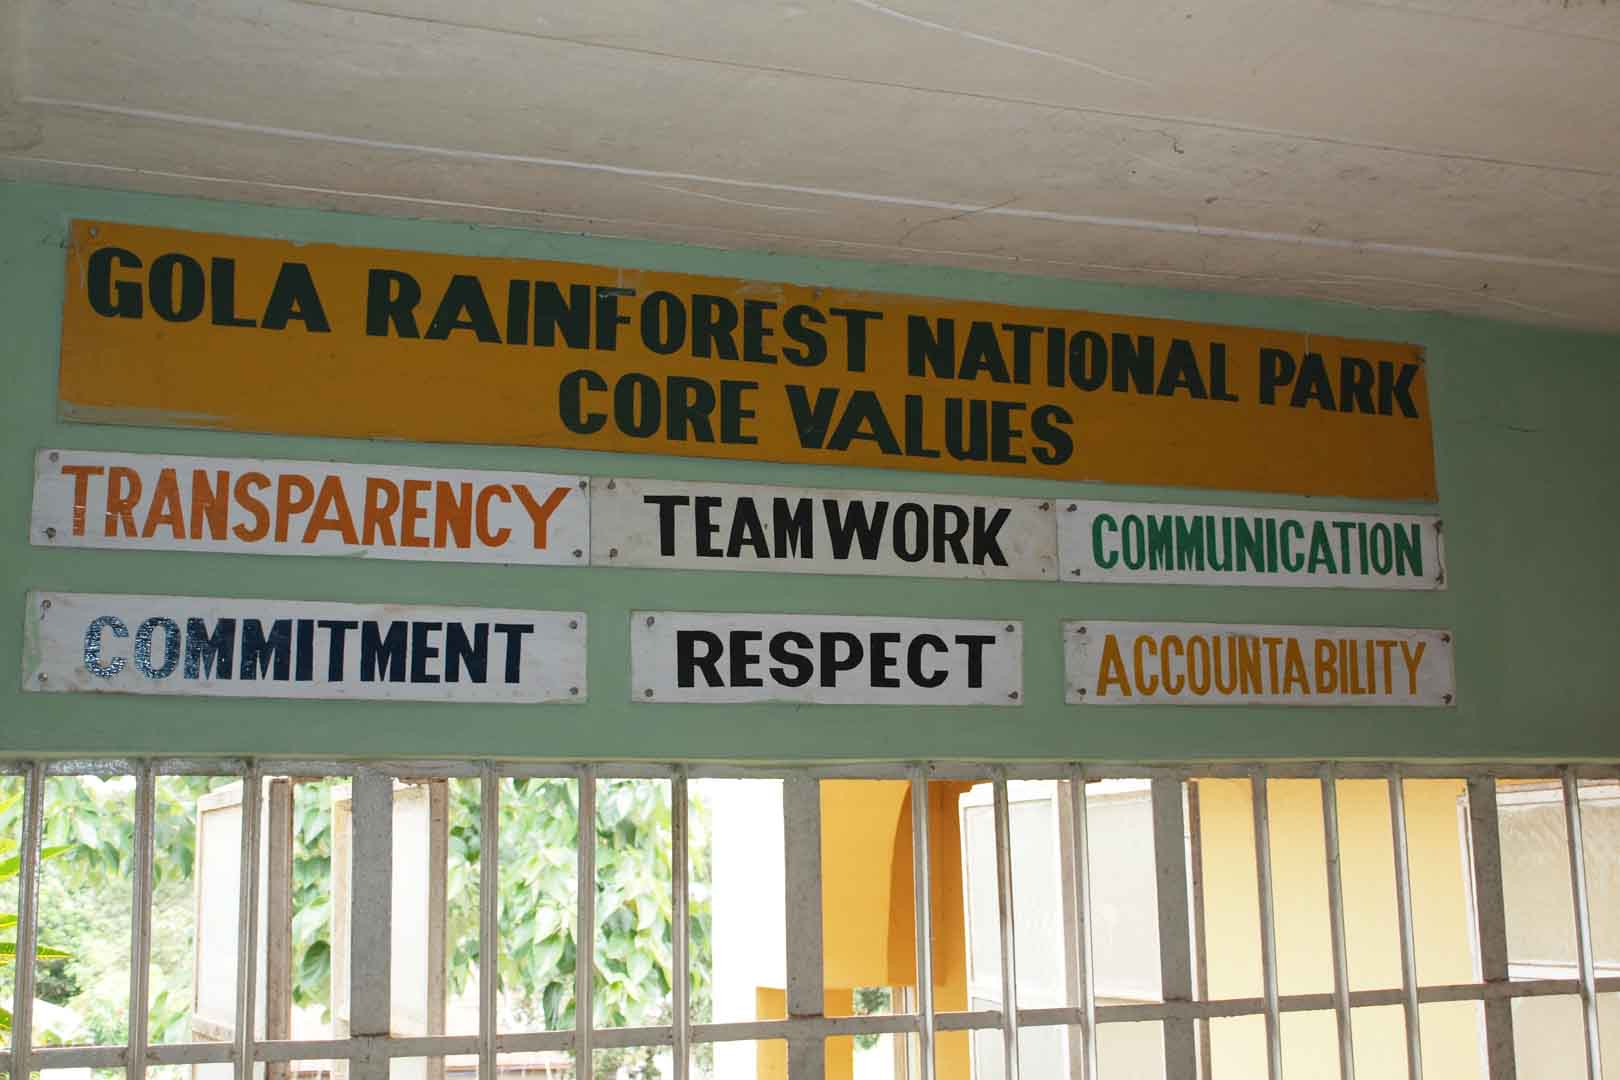 GOLA RAINFOREST NATIONAL PARK
CORE VALUES
TRANSPARENCY TEAMWORK COMMUNICATION
COMMITMENT RESPECT ACCOUNTABILITY